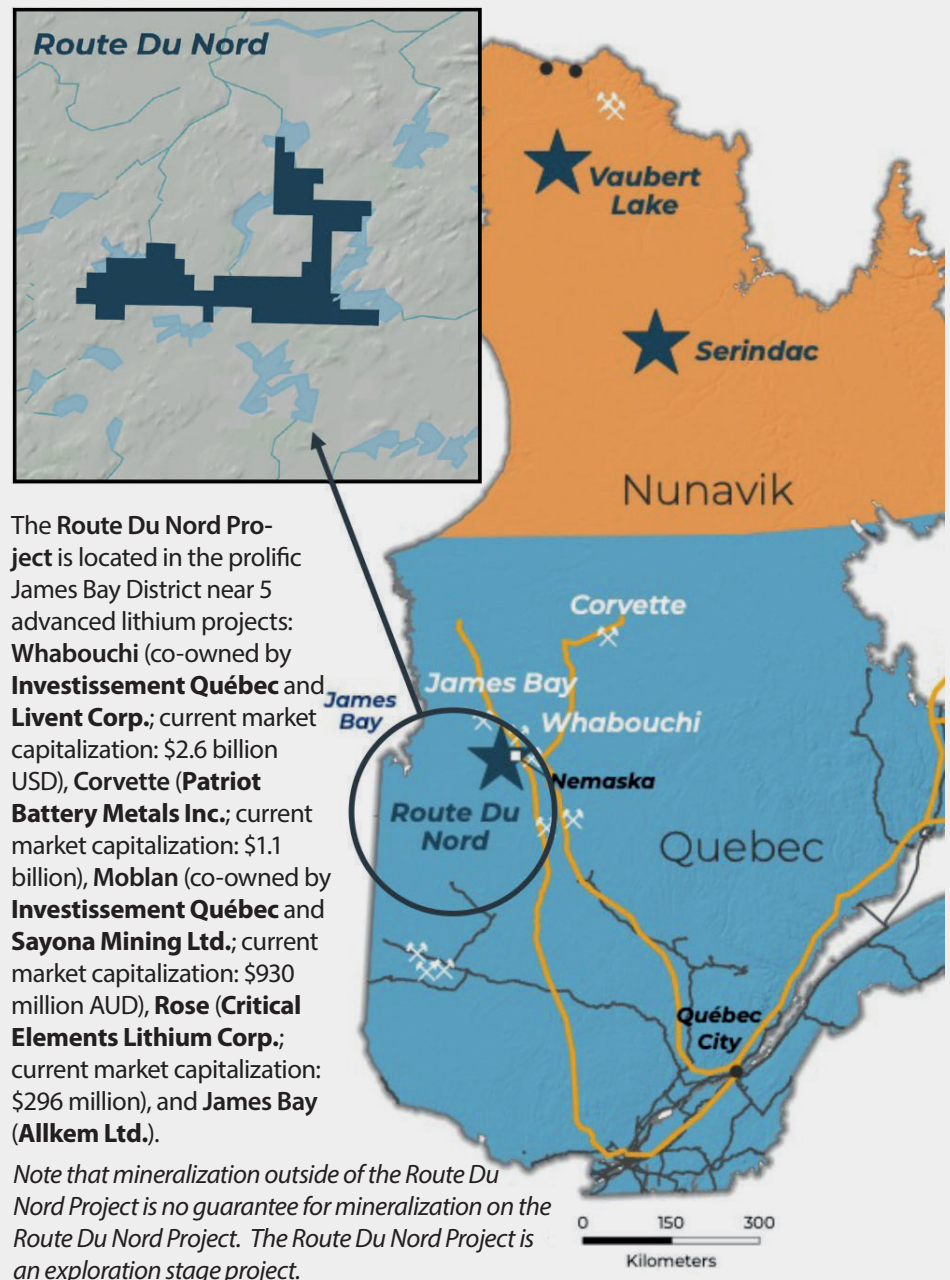 Route Du Nord
Vaubert
Lake
Serindac
Nunavik
The Route Du Nord Pro-
ject is located in the prolific
James Bay District near 5
advanced lithium projects:
Whabouchi (co-owned by
Investissement Québec and
Livent Corp.; current market
capitalization: $2.6 billion
USD), Corvette (Patriot
Battery Metals Inc.; current
market capitalization: $1.1
billion), Moblan (co-owned by
Investissement Québec and
Sayona Mining Ltd.; current
market capitalization: $930
million AUD), Rose (Critical
Elements Lithium Corp.;
current market capitalization:
$296 million), and James Bay
(Allkem Ltd.).
Note that mineralization outside of the Route Du
Nord Project is no guarantee for mineralization on the
Route Du Nord Project. The Route Du Nord Project is
an exploration stage project.
Corvette
James Bay
James
Bay
Whabouchi
Nemaska
Route Du
Nord
Quebec
Québec
City
0 150 300
Kilometers